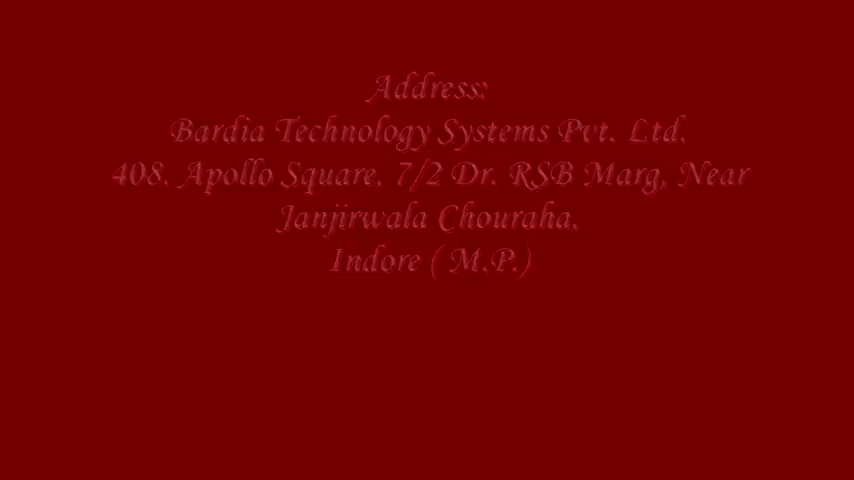 Address:
Bardia Technology Systems Pvt. Ltd.
408. Apollo Square, 7/2 Dr. RSB Marg, Near
Janjirwala Chouraha,
Indore ( M.P.)